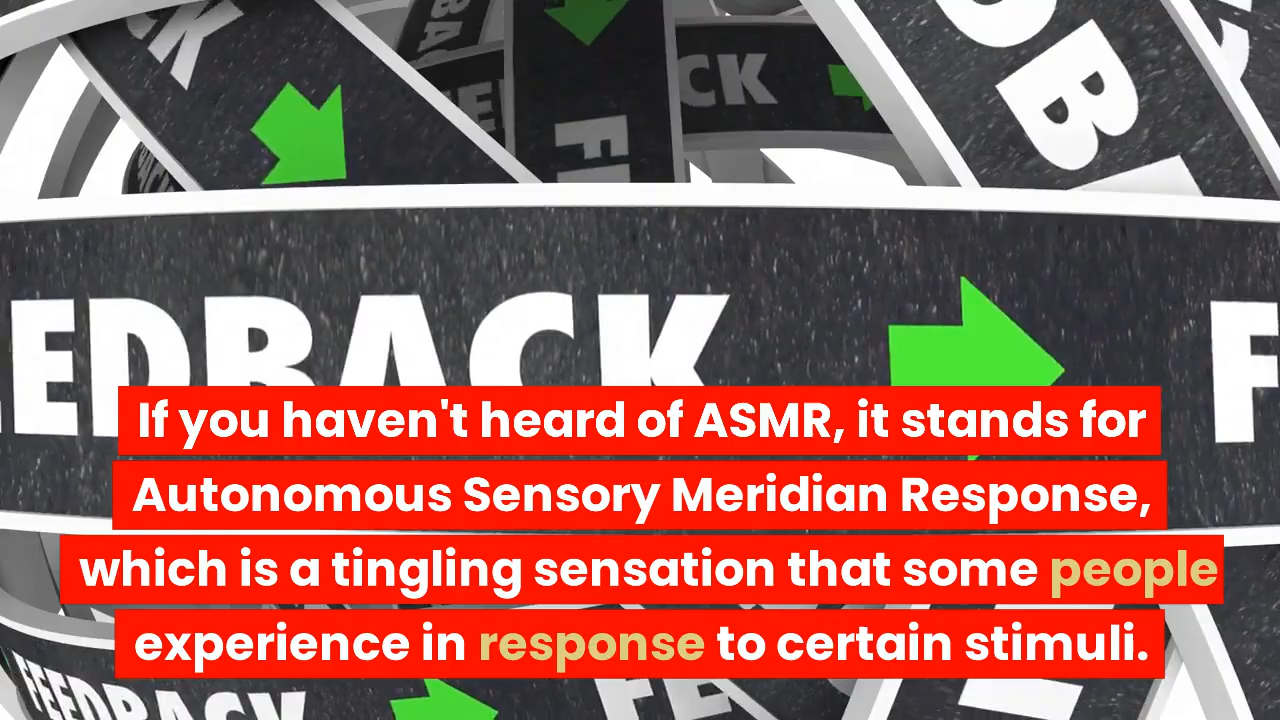 FEEDBACK
If you haven't heard of ASMR, it stands for
Autonomous Sensory Meridian Response,
which is a tingling sensation that some people
experience in response to certain stimuli.
FEEDBACK